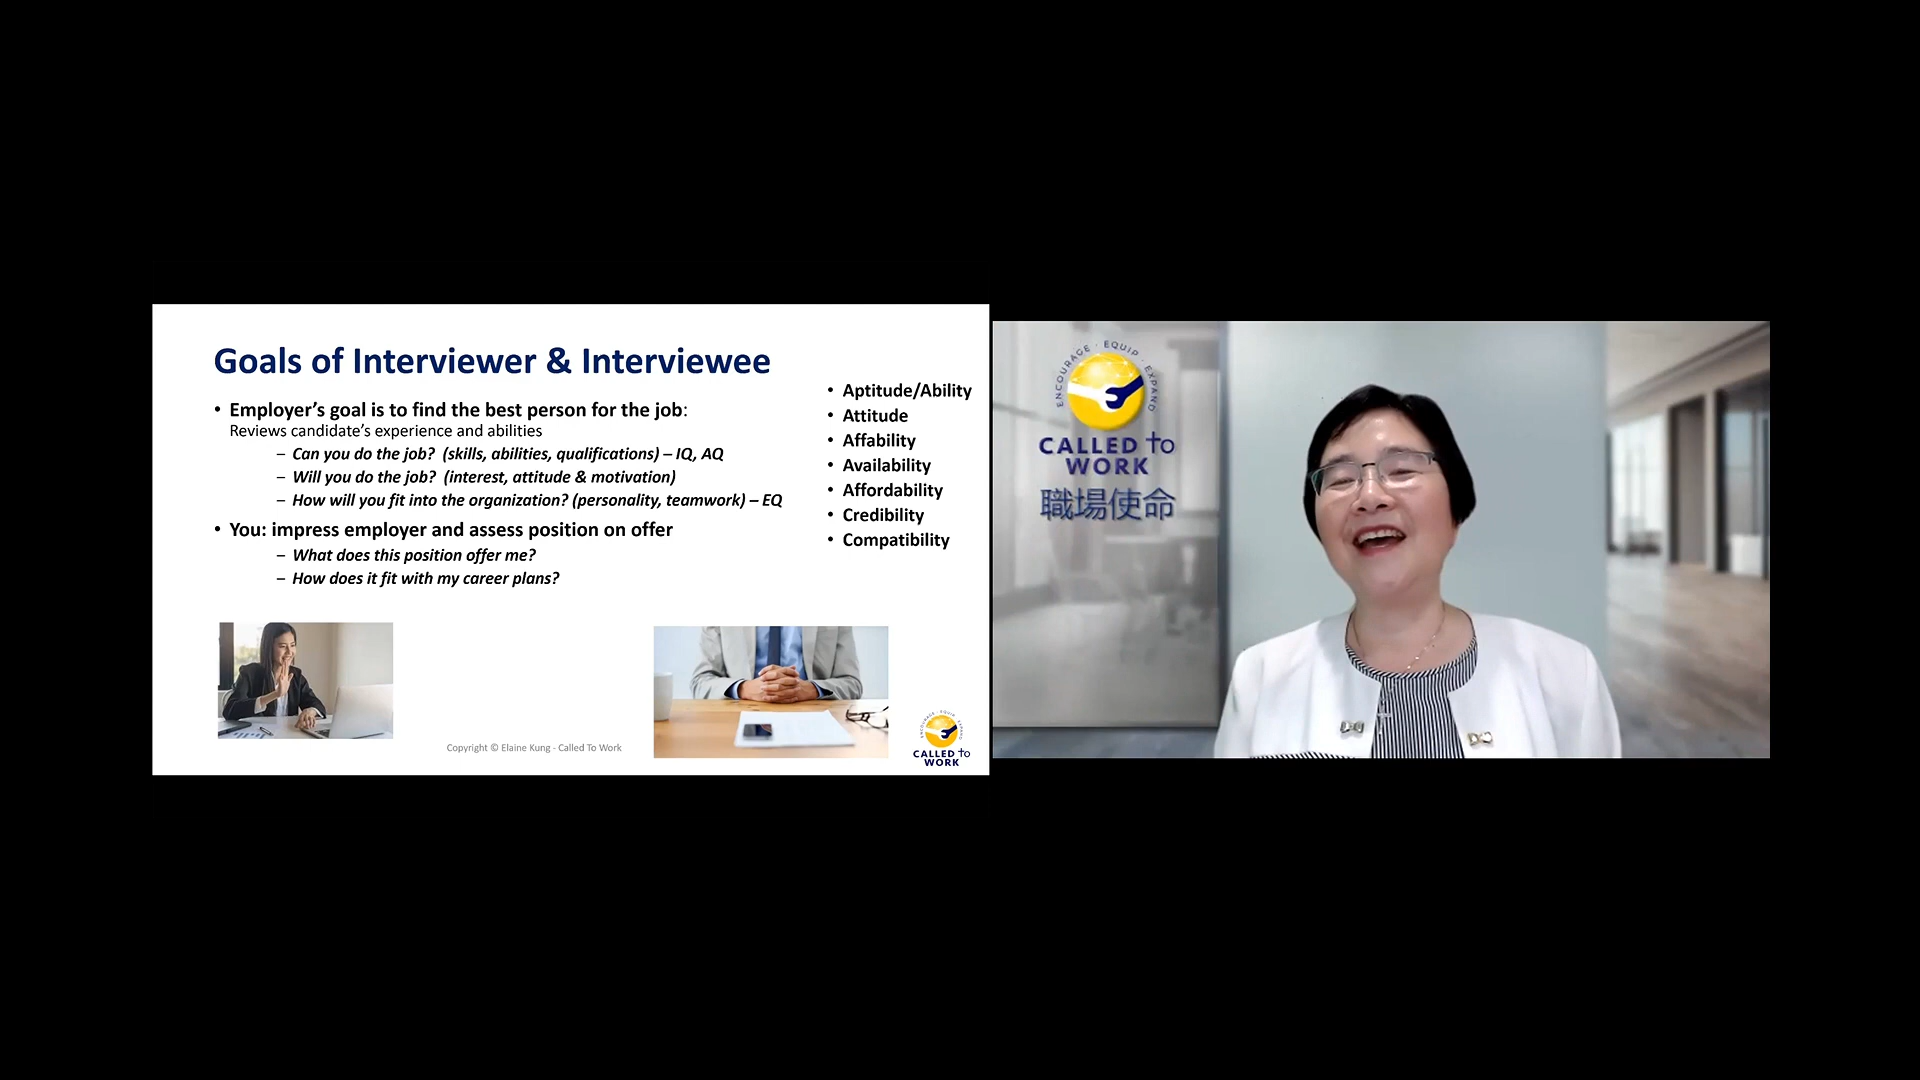 Goals of Interviewer & Interviewee
• Employer's goal is to find the best person for the job:
Reviews candidate's experience and abilities
– Can you do the job? (skills, abilities, qualifications) – IQ, AQ
– Will you do the job? (interest, attitude & motivation)
– How will you fit into the organization? (personality, teamwork) – EQ
• You: impress employer and assess position on offer
– What does this position offer me?
– How does it fit with my career plans?
• Aptitude/Ability
• Attitude
• Affability
• Availability
• Affordability
• Credibility
• Compatibility
Copyright © Elaine Kung - Called To Work
ENCOURAGE · EQUIP · EXPAND
CALLED to
WORK
ENCOURAGE · EQUIP · EXPAND
CALLED to
WORK
職場使命